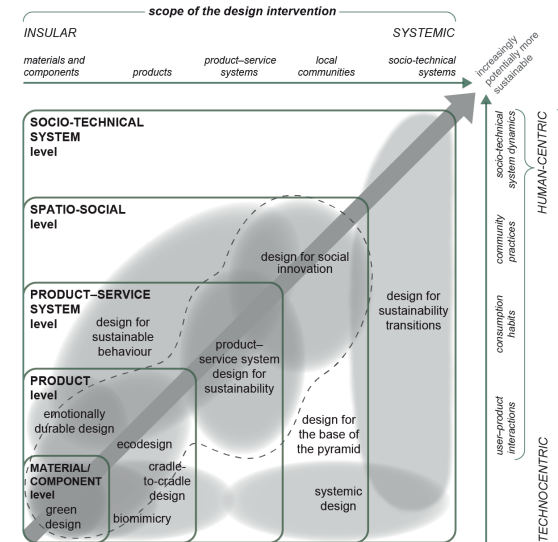 scope of the design intervention
INSULAR
SYSTEMIC
materials and
components
products
product–service
systems
local
communities
socio-technical
systems
increasingly
potentially more
sustainable
SOCIO-TECHNICAL
SYSTEM
level
SPATIO-SOCIAL
level
design for social
innovation
PRODUCT–SERVICE
SYSTEM
level
design for
sustainable
behaviour
product–
service system
design for
sustainability
design for
sustainability
transitions
PRODUCT
level
emotionally
durable design
ecodesign
design for
the base of
the pyramid
MATERIAL/
COMPONENT
level
green
design
cradle-
to-cradle
design
biomimicry
systemic
design
socio-technical
system dynamics
community
practices
consumption
habits
user–product
interactions
HUMAN-CENTRIC
TECHNOCENTRIC